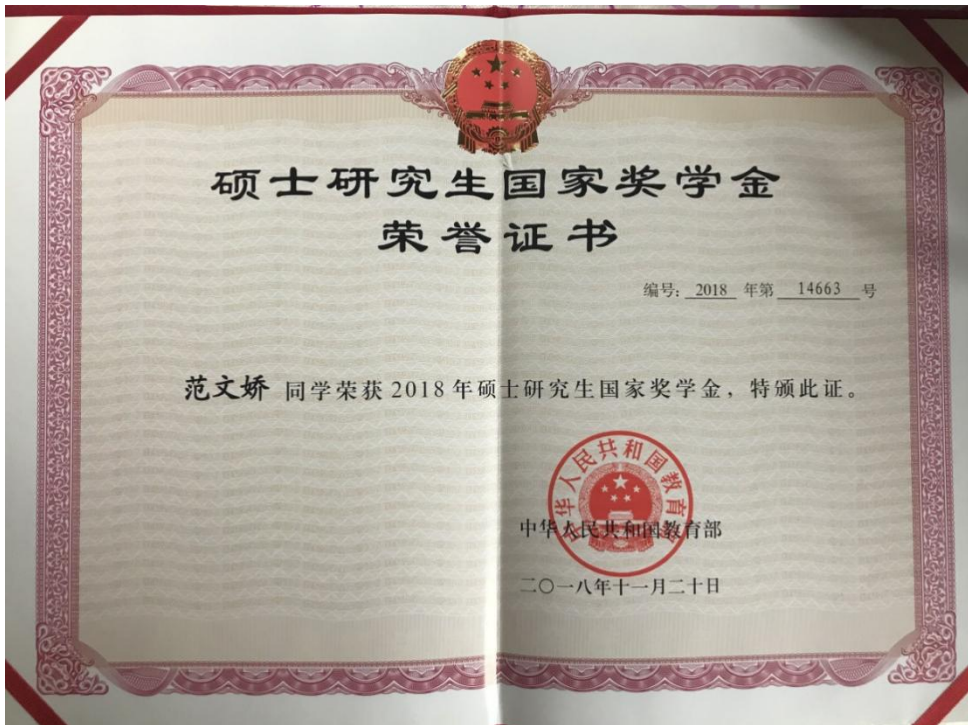 硕士研究生国家奖学金
荣誉证书
编号: 2018 年第 14663 号
范文娇 同学荣获 2018 年硕士研究生国家奖学金，特颁此证。
中华人民共和国教育部
中华人民共和国教育部
二〇一八年十一月二十日